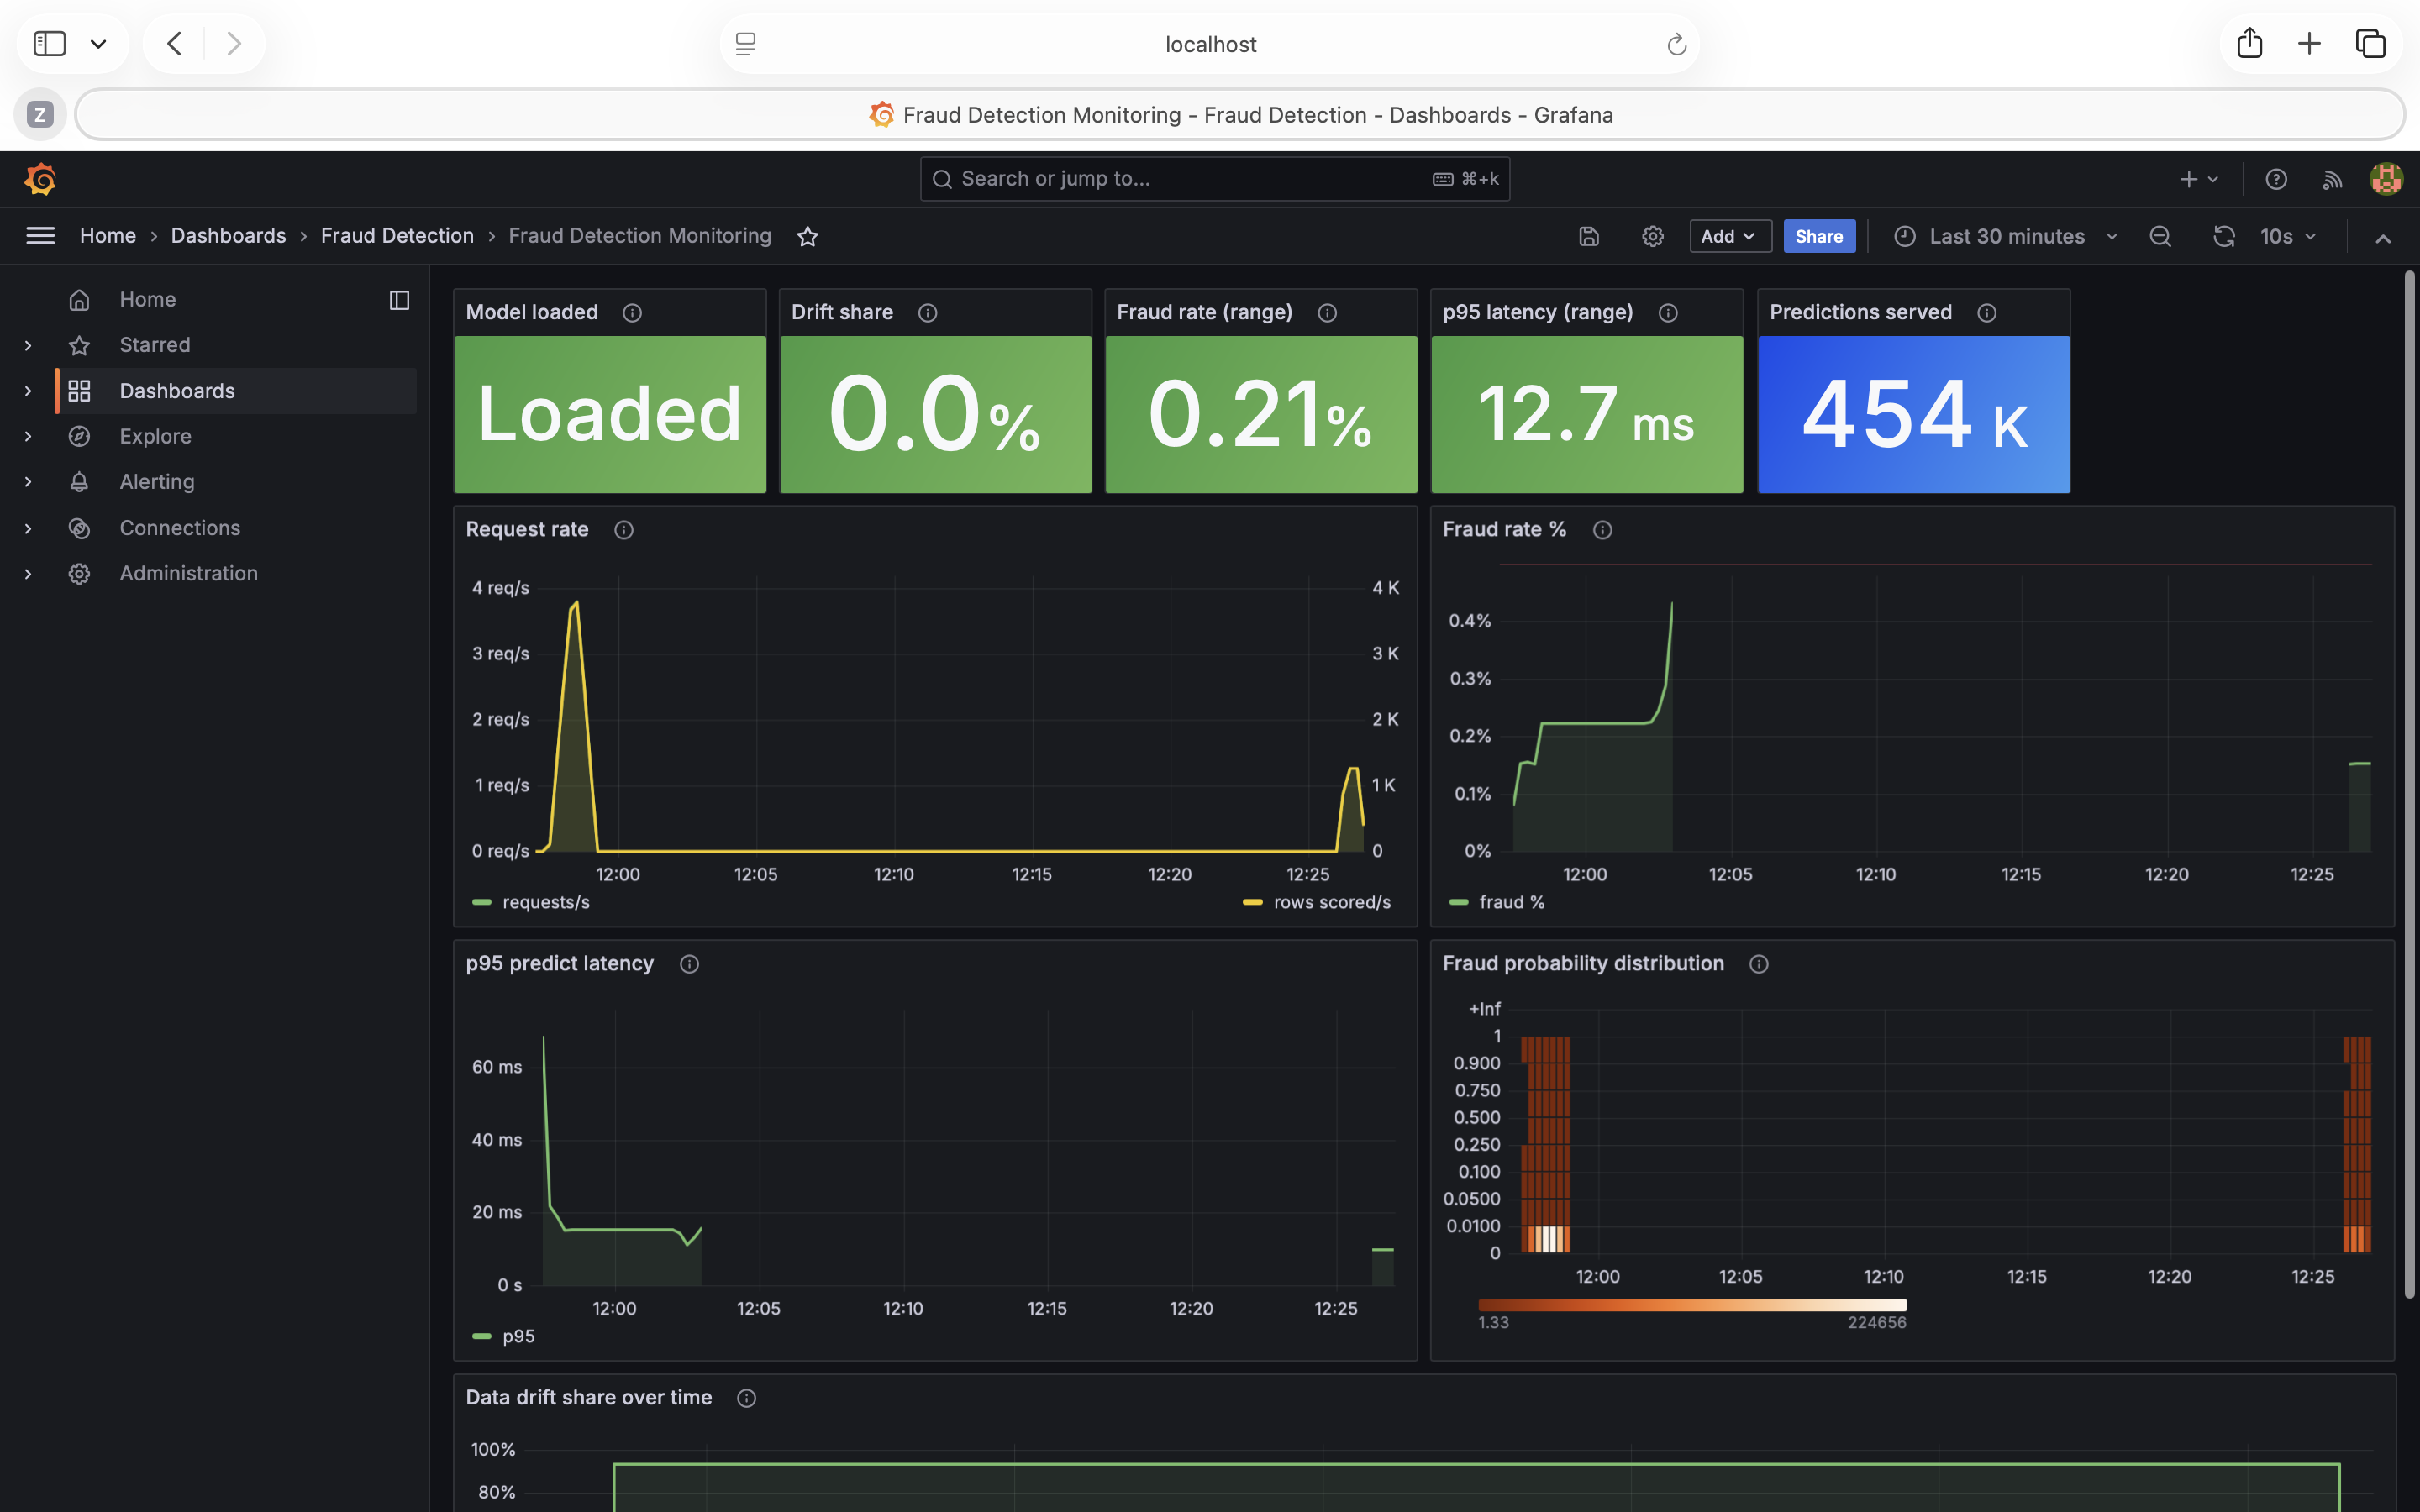 localhost
Z
Fraud Detection Monitoring - Fraud Detection - Dashboards - Grafana
Search or jump to...
⌘+k
Home › Dashboards › Fraud Detection › Fraud Detection Monitoring
Add
Share
Last 30 minutes
10s
Home
Starred
Dashboards
Explore
Alerting
Connections
Administration
Model loaded
Loaded
Drift share
0.0%
Fraud rate (range)
0.21%
p95 latency (range)
12.7 ms
Predictions served
454 K
Request rate
4 req/s
3 req/s
2 req/s
1 req/s
0 req/s
4 K
3 K
2 K
1 K
0
12:00 12:05 12:10 12:15 12:20 12:25
requests/s
rows scored/s
Fraud rate %
0.4%
0.3%
0.2%
0.1%
0%
12:00 12:05 12:10 12:15 12:20 12:25
fraud %
p95 predict latency
60 ms
40 ms
20 ms
0 s
12:00 12:05 12:10 12:15 12:20 12:25
p95
Fraud probability distribution
+Inf
1
0.900
0.750
0.500
0.250
0.100
0.0500
0.0100
0
12:00 12:05 12:10 12:15 12:20 12:25
1.33 224656
Data drift share over time
100%
80%